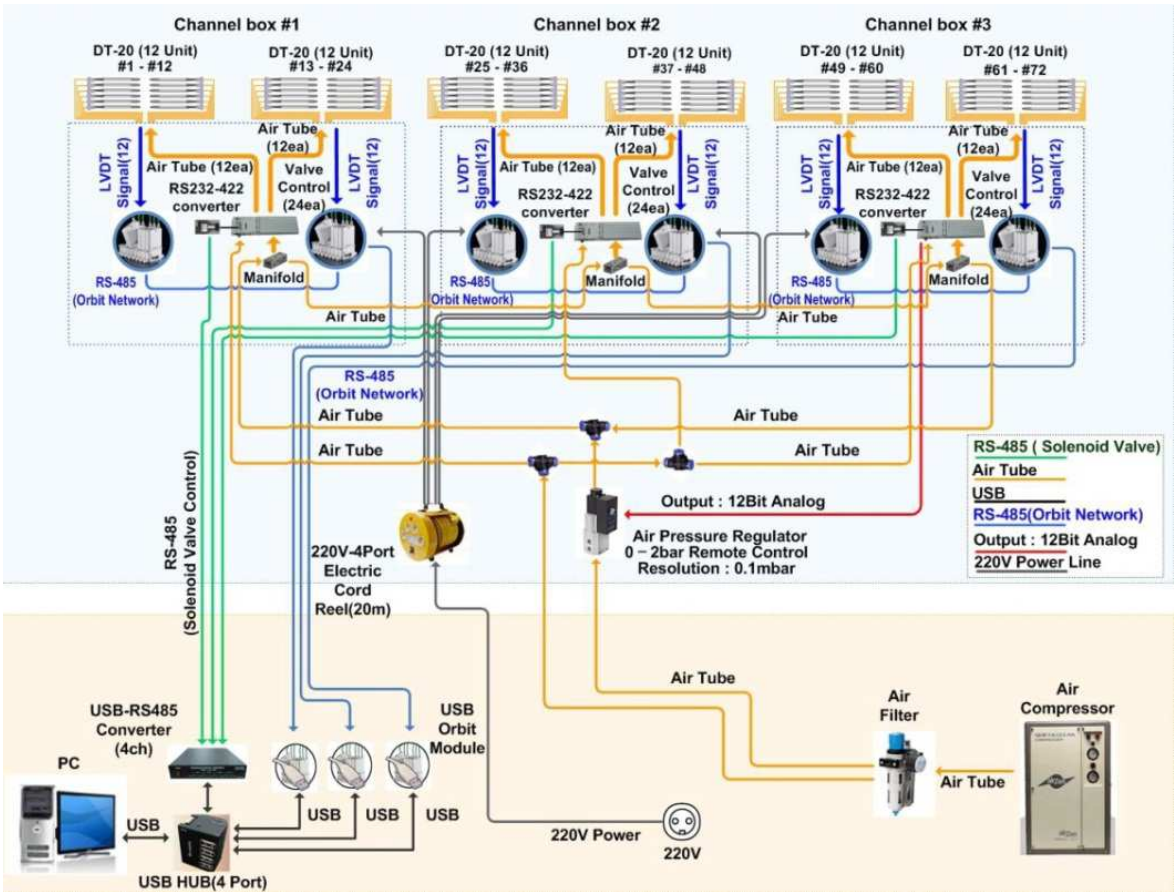 Channel box #1
Channel box #2
Channel box #3
DT-20 (12 Unit)
#1 - #12
DT-20 (12 Unit)
#13 - #24
DT-20 (12 Unit)
#25 - #36
DT-20 (12 Unit)
#37 - #48
DT-20 (12 Unit)
#49 - #60
DT-20 (12 Unit)
#61 - #72
LVDT
Signal(12)
Air Tube (12ea)
RS232-422
converter
Air Tube
(12ea)
Valve
Control
(24ea)
LVDT
Signal(12)
RS-485
(Orbit Network)
Manifold
Air Tube
LVDT
Signal(12)
Air Tube (12ea)
RS232-422
converter
Air Tube
(12ea)
Valve
Control
(24ea)
LVDT
Signal(12)
RS-485
Orbit Network)
Manifold
LVDT
Signal(12)
Air Tube (12ea)
RS232-422
converter
Air Tube
(12ea)
Valve
Control
(24ea)
LVDT
Signal(12)
RS-485
(Orbit Network)
Manifold
Air Tube
RS-485
(Orbit Network)
Air Tube
Air Tube
Air Tube
Air Tube
RS-485
(Solenoid Valve Control)
220V-4Port
Electric
Cord
Reel(20m)
Output : 12Bit Analog
Air Pressure Regulator
0 – 2bar Remote Control
Resolution : 0.1mbar
RS-485 ( Solenoid Valve)
Air Tube
USB
RS-485(Orbit Network)
Output : 12Bit Analog
220V Power Line
USB-RS485
Converter
(4ch)
PC
USB
USB HUB(4 Port)
USB
Orbit
Module
USB
USB
USB
220V Power
220V
Air Tube
Air
Filter
Air Tube
Air
Compressor